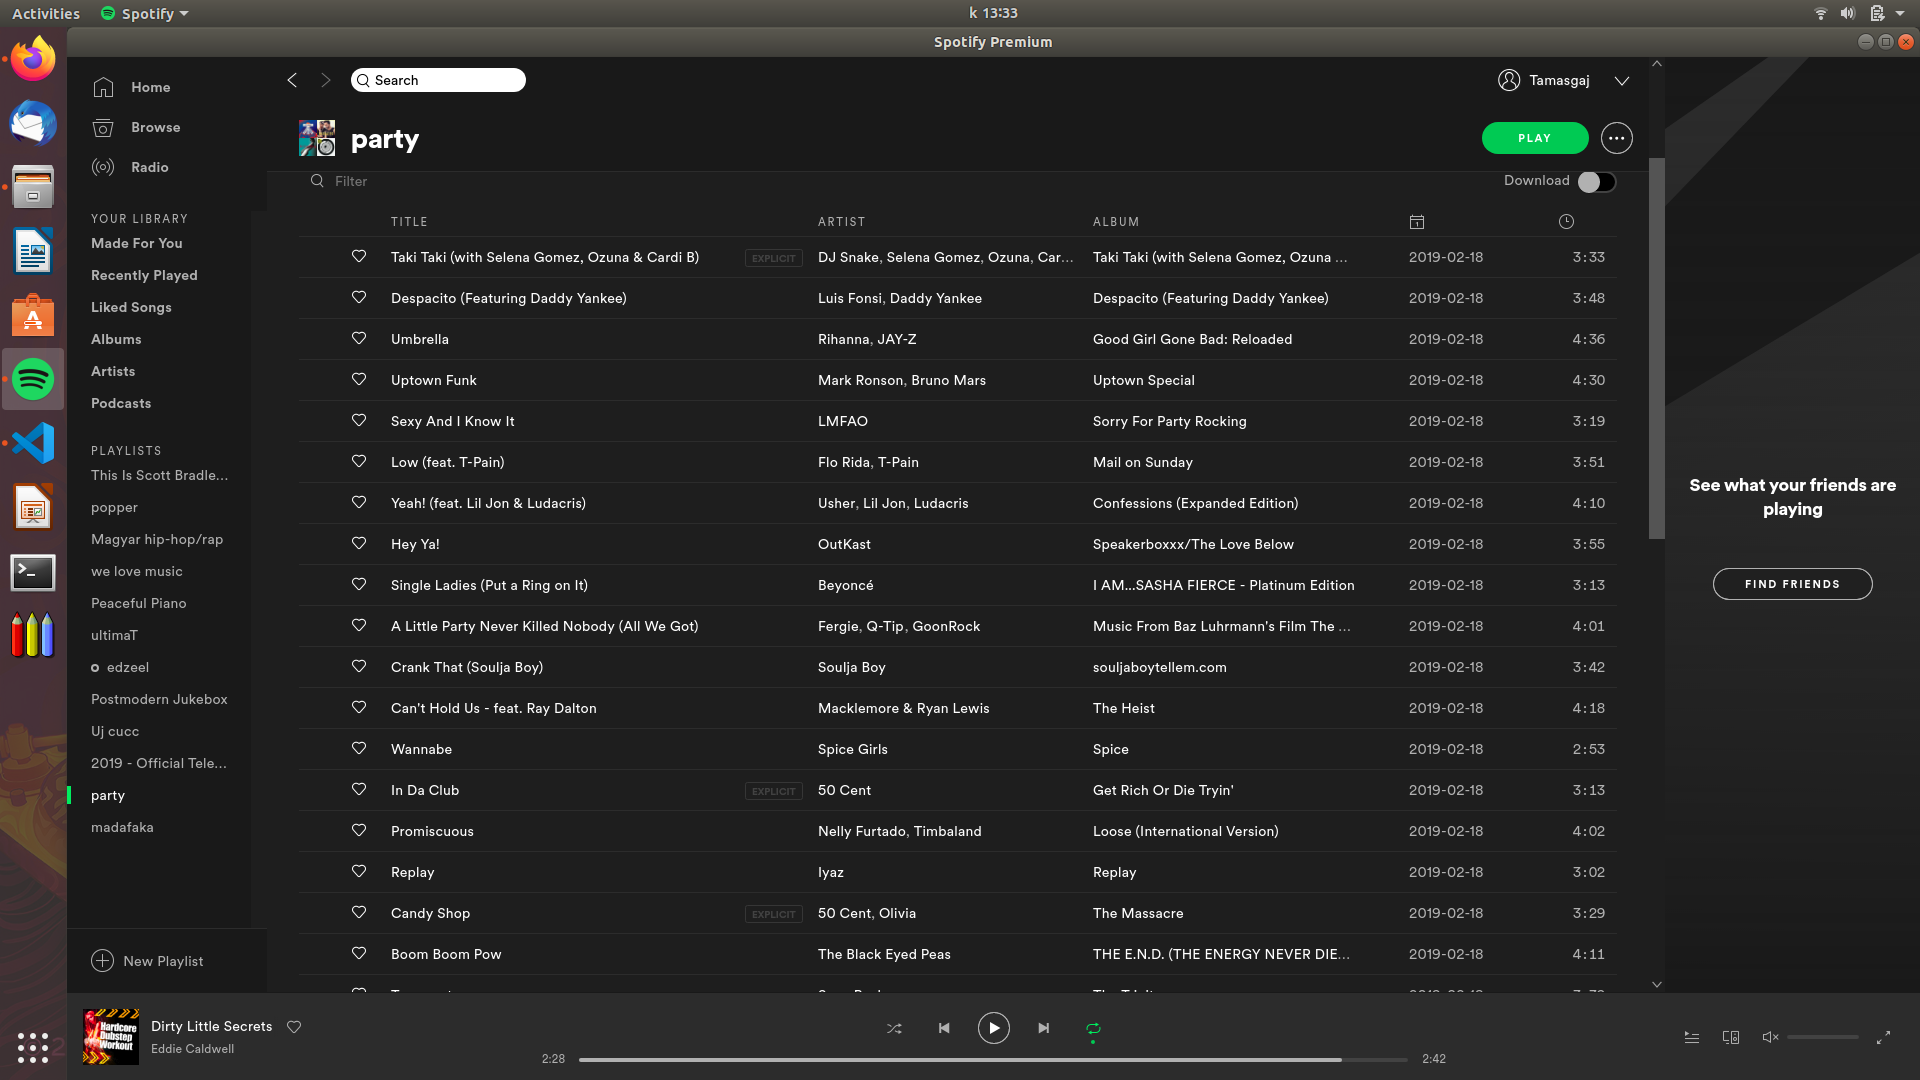 Activities
Spotify
k 13:33
Spotify Premium
Home
Browse
Radio
YOUR LIBRARY
Made For You
Recently Played
Liked Songs
Albums
Artists
Podcasts
PLAYLISTS
This Is Scott Bradle...
popper
Magyar hip-hop/rap
we love music
Peaceful Piano
ultimaT
edzeel
Postmodern Jukebox
Uj cucc
2019 - Official Tele...
party
madafaka
New Playlist
Search
Tamasgaj
party
PLAY
Filter
Download
TITLE ARTIST ALBUM
Taki Taki (with Selena Gomez, Ozuna & Cardi B) EXPLICIT DJ Snake, Selena Gomez, Ozuna, Car... Taki Taki (with Selena Gomez, Ozuna ... 2019-02-18 3:33
Despacito (Featuring Daddy Yankee) Luis Fonsi, Daddy Yankee Despacito (Featuring Daddy Yankee) 2019-02-18 3:48
Umbrella Rihanna, JAY-Z Good Girl Gone Bad: Reloaded 2019-02-18 4:36
Uptown Funk Mark Ronson, Bruno Mars Uptown Special 2019-02-18 4:30
Sexy And I Know It LMFAO Sorry For Party Rocking 2019-02-18 3:19
Low (feat. T-Pain) Flo Rida, T-Pain Mail on Sunday 2019-02-18 3:51
Yeah! (feat. Lil Jon & Ludacris) Usher, Lil Jon, Ludacris Confessions (Expanded Edition) 2019-02-18 4:10
Hey Ya! OutKast Speakerboxxx/The Love Below 2019-02-18 3:55
Single Ladies (Put a Ring on It) Beyoncé I AM...SASHA FIERCE - Platinum Edition 2019-02-18 3:13
A Little Party Never Killed Nobody (All We Got) Fergie, Q-Tip, GoonRock Music From Baz Luhrmann's Film The ... 2019-02-18 4:01
Crank That (Soulja Boy) Soulja Boy souljaboytellem.com 2019-02-18 3:42
Can't Hold Us - feat. Ray Dalton Macklemore & Ryan Lewis The Heist 2019-02-18 4:18
Wannabe Spice Girls Spice 2019-02-18 2:53
In Da Club EXPLICIT 50 Cent Get Rich Or Die Tryin' 2019-02-18 3:13
Promiscuous Nelly Furtado, Timbaland Loose (International Version) 2019-02-18 4:02
Replay Iyaz Replay 2019-02-18 3:02
Candy Shop EXPLICIT 50 Cent, Olivia The Massacre 2019-02-18 3:29
Boom Boom Pow The Black Eyed Peas THE E.N.D. (THE ENERGY NEVER DIE... 2019-02-18 4:11
See what your friends are
playing
FIND FRIENDS
Hardcore
Dubstep
Workout
Dirty Little Secrets
Eddie Caldwell
2:28
2:42